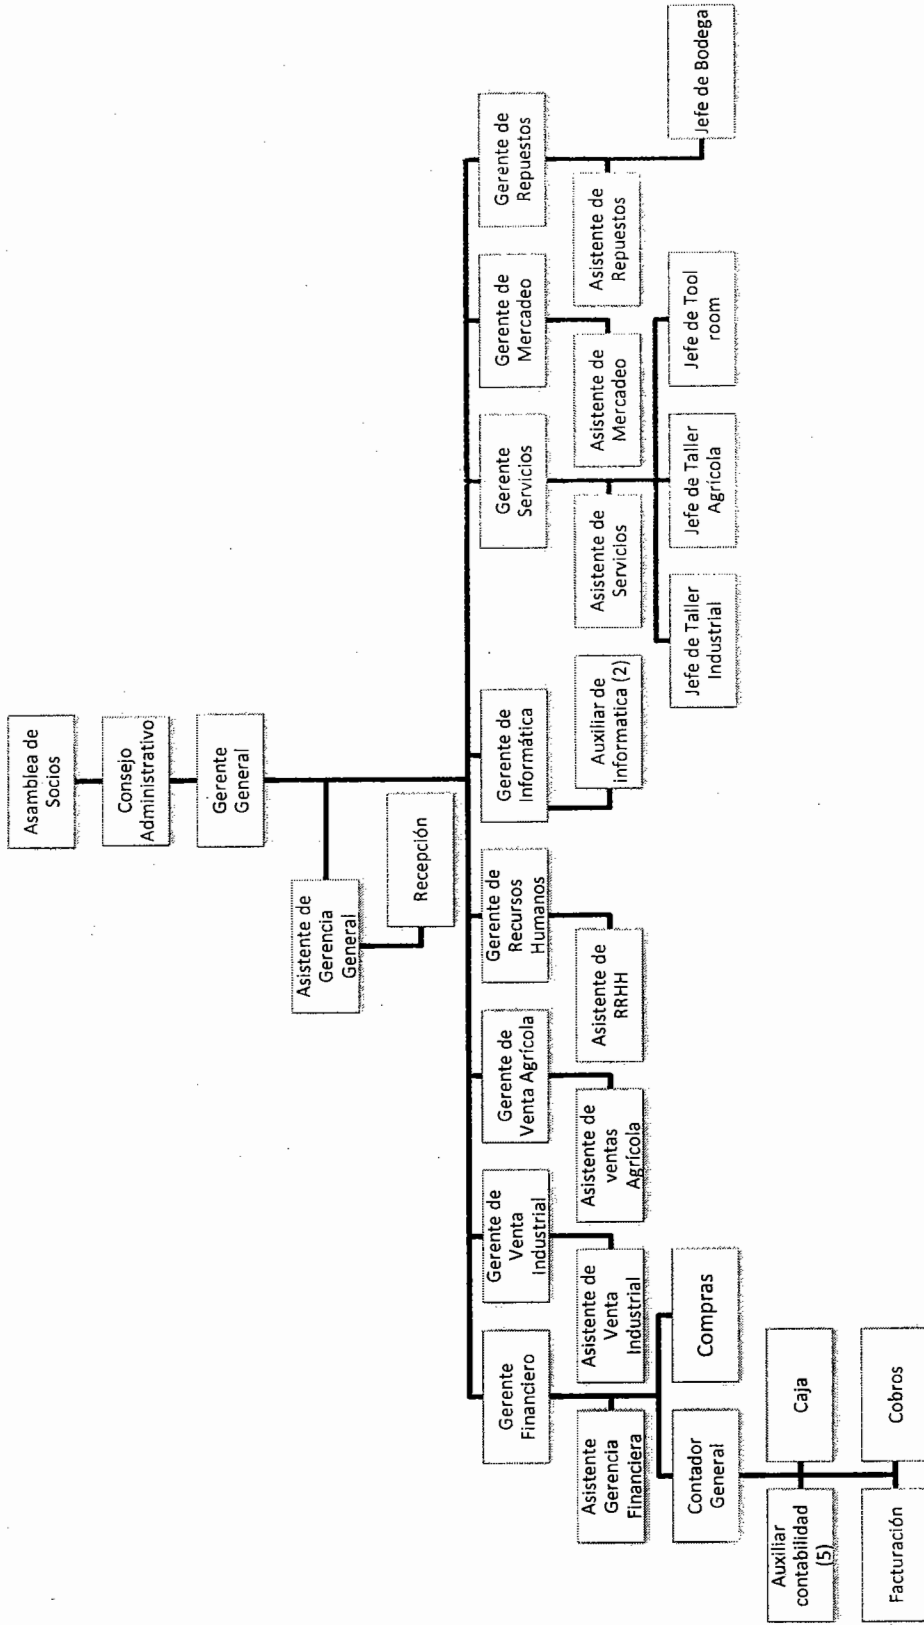 Asamblea de
Socios
Consejo
Administrativo
Gerente
General
Asistente de
Gerencia
General
Recepción
Gerente
Financiero
Gerente de
Venta
Industrial
Gerente de
Venta Agrícola
Gerente de
Recursos
Humanos
Gerente de
Informática
Gerente
Servicios
Gerente de
Mercadeo
Gerente de
Repuestos
Asistente
Gerencia
Financiera
Asistente de
Venta
Industrial
Asistente de
ventas
Agrícola
Asistente de
RRHH
Auxiliar de
informatica (2)
Asistente de
Servicios
Asistente de
Mercadeo
Asistente de
Repuestos
Contador
General
Compras
Jefe de Taller
Industrial
Jefe de Taller
Agrícola
Jefe de Tool
room
Jefe de Bodega
Auxiliar
contabilidad
(5)
Caja
Facturación
Cobros